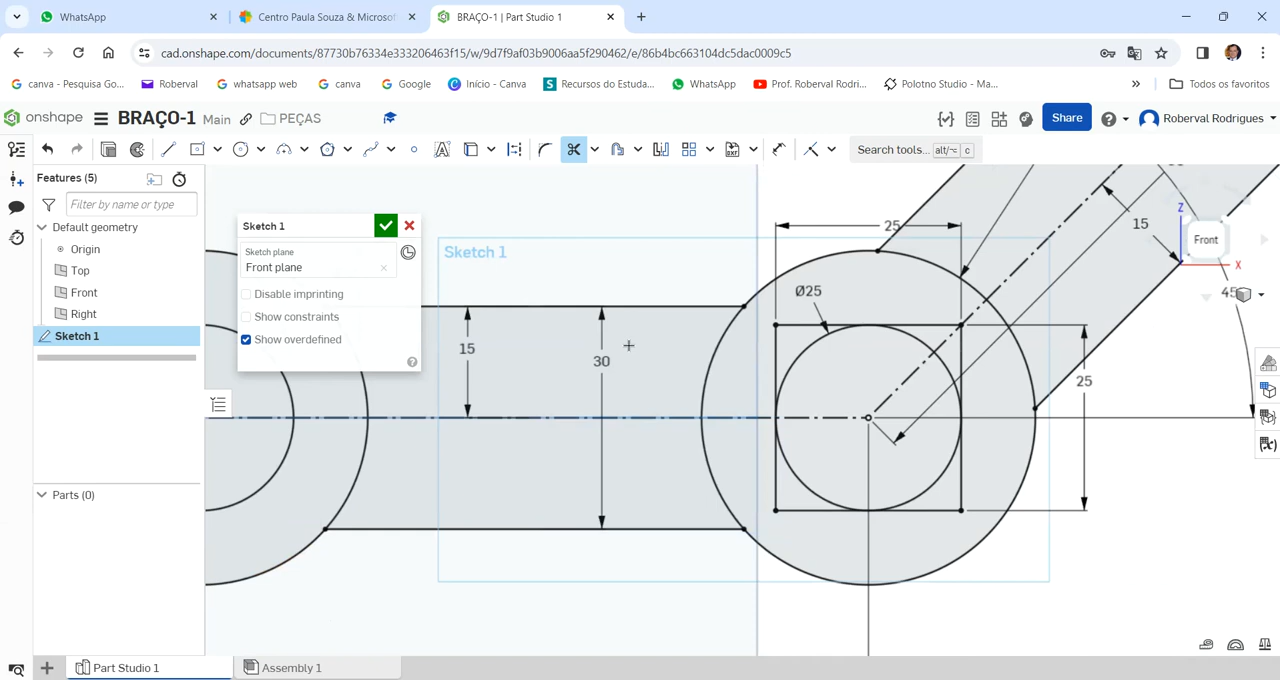 WhatsApp
Centro Paula Souza & Microsof
BRAÇO-1 | Part Studio 1
cad.onshape.com/documents/87730b76334e333206463f15/w/9d7f9af03b9006aa5f290462/e/86b4bc663104dc5dac0009c5
canva - Pesquisa Go...
Roberval
whatsapp web
canva
Google
Início - Canva
Recursos do Estuda...
WhatsApp
Prof. Roberval Rodri...
Polotno Studio - Ma...
Todos os favoritos
onshape
BRAÇO-1
Main
PEÇAS
Share
Roberval Rodrigues
Search tools...
alt/⌥
c
Features (5)
Filter by name or type
Default geometry
Origin
Top
Front
Right
Sketch 1
Parts (0)
Sketch 1
Sketch plane
Front plane
Disable imprinting
Show constraints
Show overdefined
Sketch 1
15
30
Ø25
25
25
15
45
Z
Front
X
Part Studio 1
Assembly 1